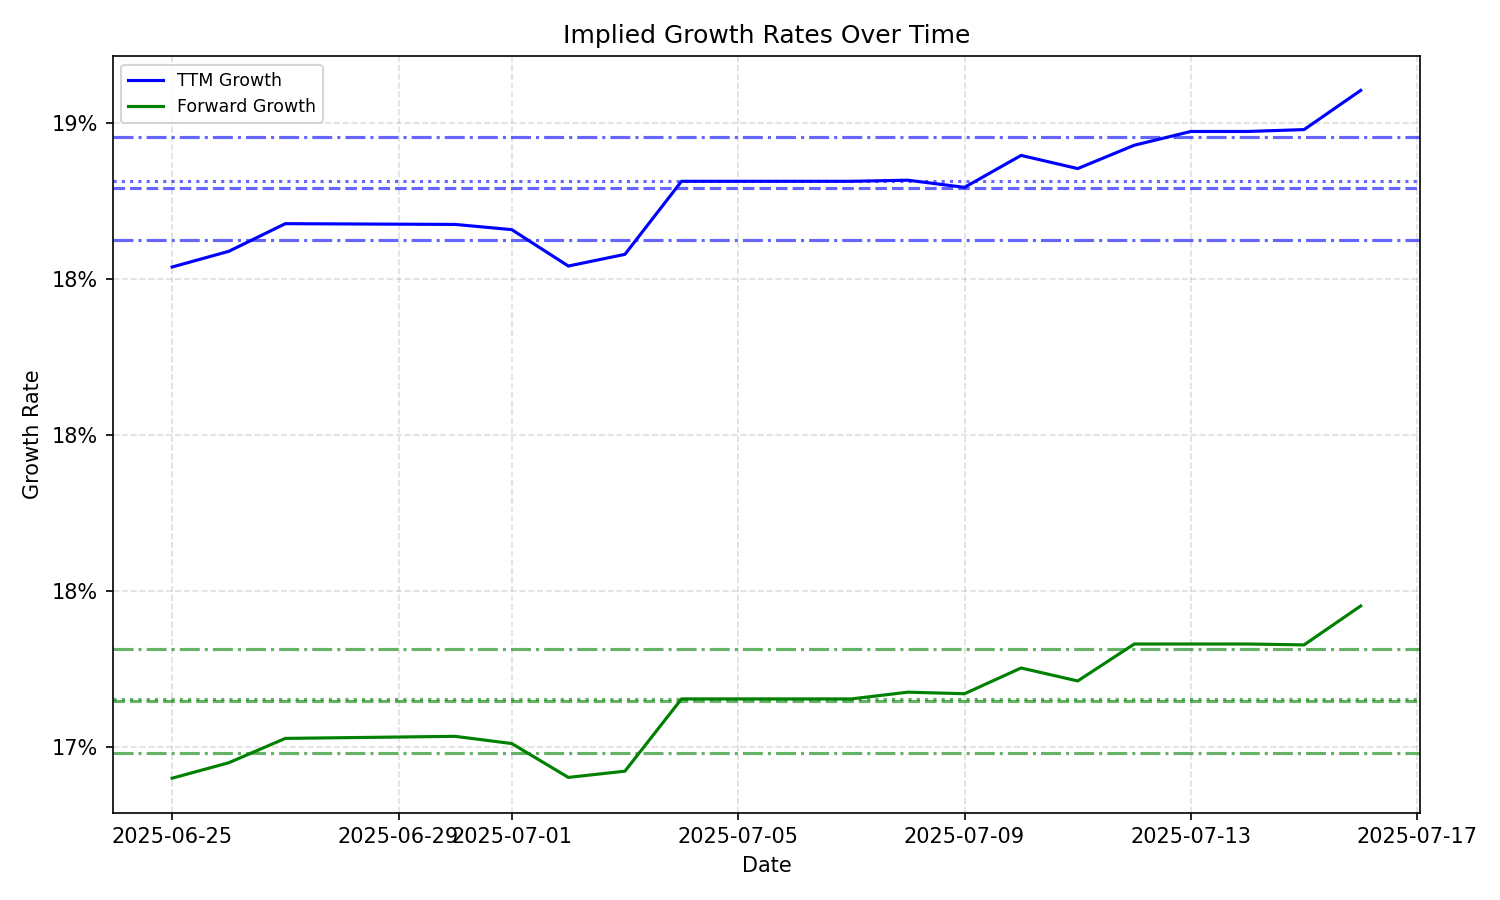 Implied Growth Rates Over Time
TTM Growth
Forward Growth
19%
18%
18%
18%
17%
Growth Rate
2025-06-25
2025-06-29
2025-07-01
2025-07-05
2025-07-09
2025-07-13
2025-07-17
Date